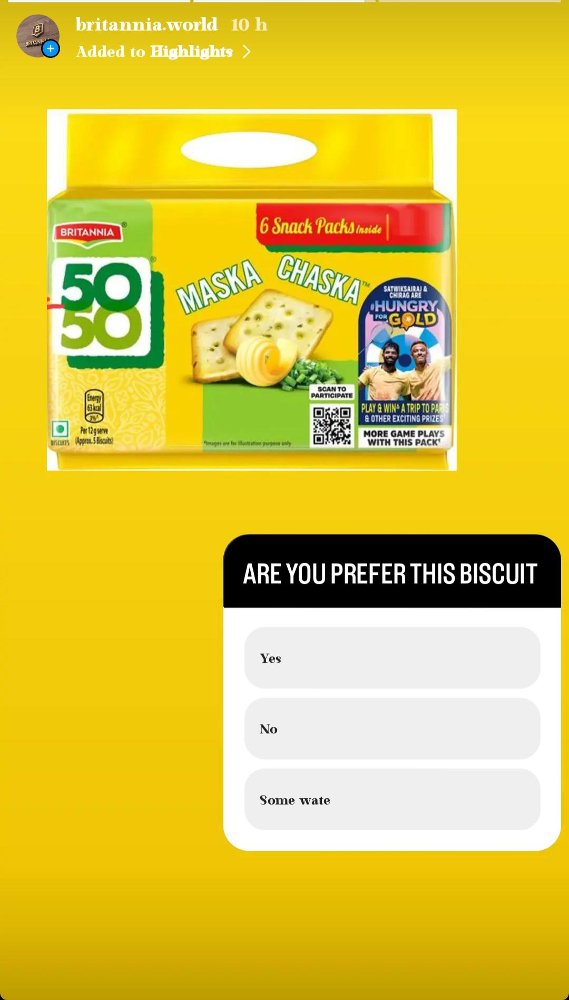 britannia.world 10 h
Added to Highlights
BRITANNIA
BRITANNIA
50
50
6 Snack Packs Inside
MASKA CHASKA™
SATWIKSAIRAJ &
CHIRAG ARE
#HUNGRY
FOR GOLD
SCAN TO
PARTICIPATE
PLAY & WIN^ A TRIP TO PARIS
& OTHER EXCITING PRIZES
MORE GAME PLAYS
WITH THIS PACK
Energy
63 kcal
3%^
Per 12 g serve
(Approx. 5 Biscuits)
BISCUITS
*Images are for illustration purpose only
ARE YOU PREFER THIS BISCUIT
Yes
No
Some wate